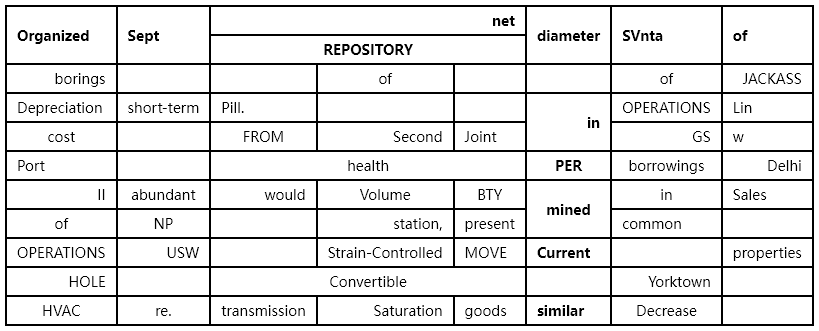 Organized Sept net diameter SVnta of
REPOSITORY
borings of of JACKASS
Depreciation short-term Pill. in OPERATIONS Lin
cost FROM Second Joint GS w
Port health PER borrowings Delhi
II abundant would Volume BTY mined in Sales
of NP station, present common
OPERATIONS USW Strain-Controlled MOVE Current properties
HOLE Convertible Yorktown
HVAC re. transmission Saturation goods similar Decrease